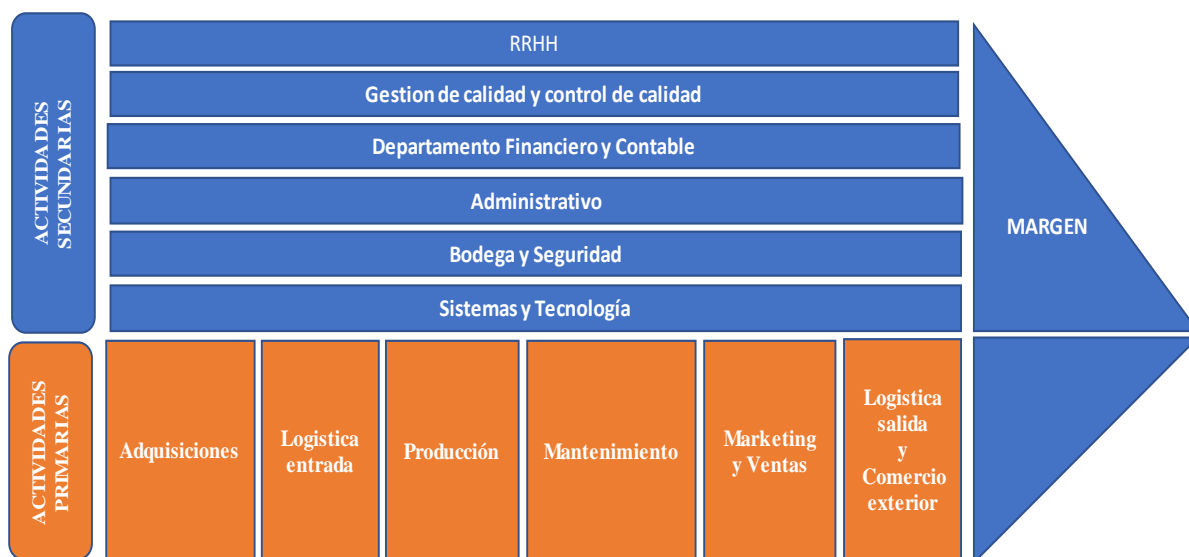 ACTIVIDADES
SECUNDARIAS
RRHH
Gestion de calidad y control de calidad
Departamento Financiero y Contable
Administrativo
Bodega y Seguridad
Sistemas y Tecnología
MARGEN
ACTIVIDADES
PRIMARIAS
Adquisiciones
Logistica
entrada
Producción
Mantenimiento
Marketing
y Ventas
Logistica
salida
y
Comercio
exterior